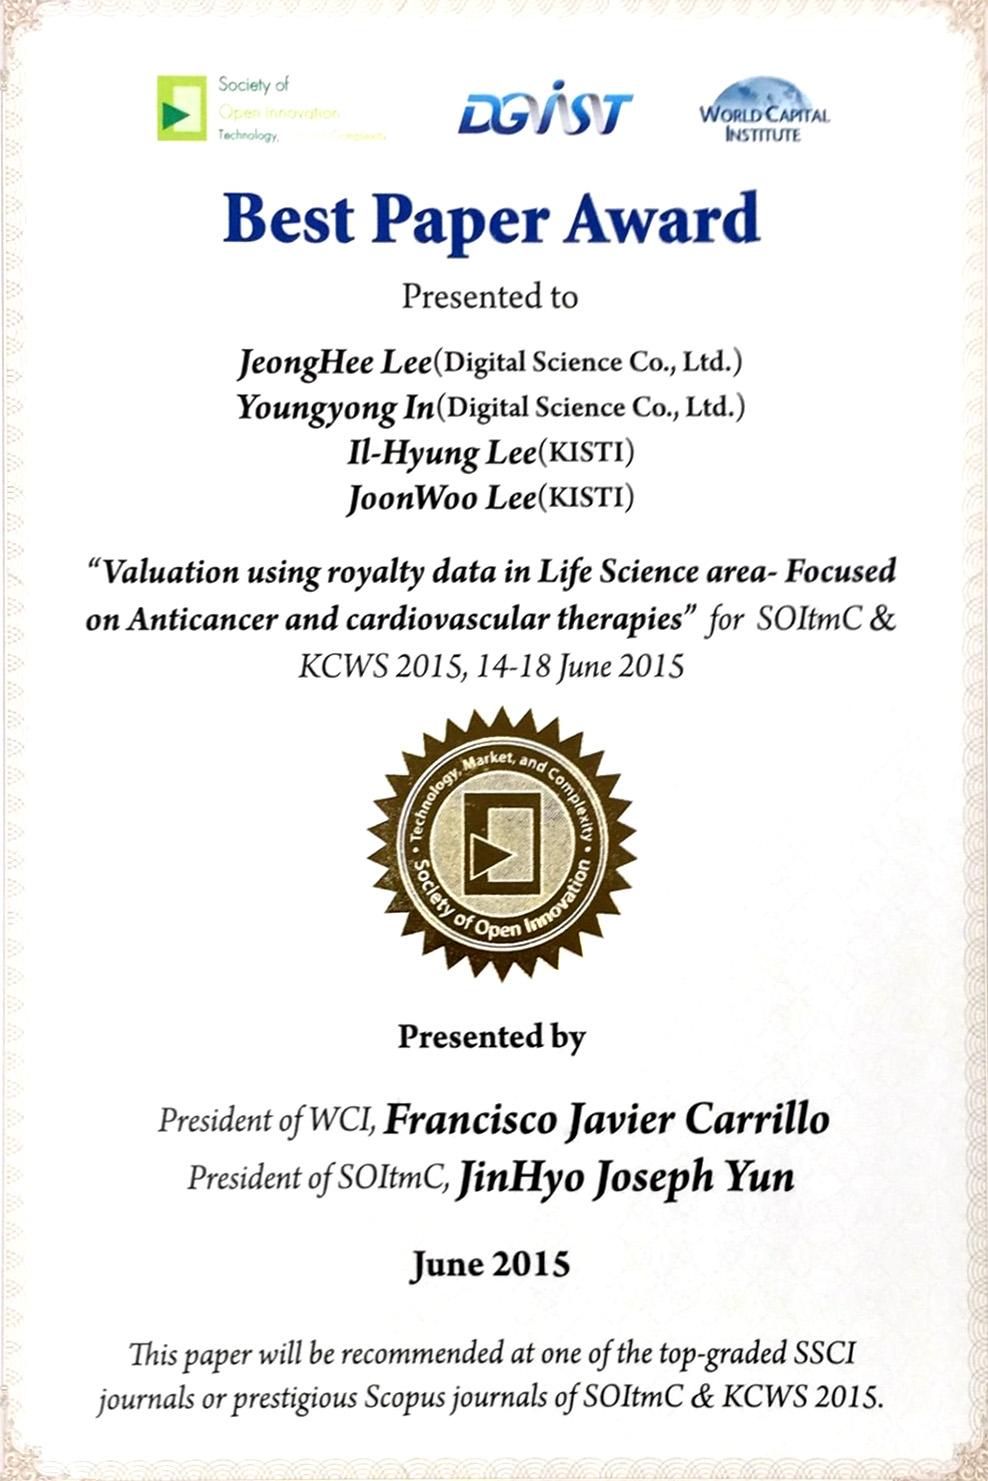 Society of
Open Innovation
Technology, Complexity
DGIST
WORLD CAPITAL
INSTITUTE
Best Paper Award
Presented to
JeongHee Lee(Digital Science Co., Ltd.)
Youngyong In(Digital Science Co., Ltd.)
Il-Hyung Lee(KISTI)
JoonWoo Lee(KISTI)
“Valuation using royalty data in Life Science area- Focused
on Anticancer and cardiovascular therapies” for SOItmC &
KCWS 2015, 14-18 June 2015
Technology, Market, and Complexity
Society of Open Innovation
Presented by
President of WCI, Francisco Javier Carrillo
President of SOItmC, JinHyo Joseph Yun
June 2015
This paper will be recommended at one of the top-graded SSCI
journals or prestigious Scopus journals of SOItmC & KCWS 2015.